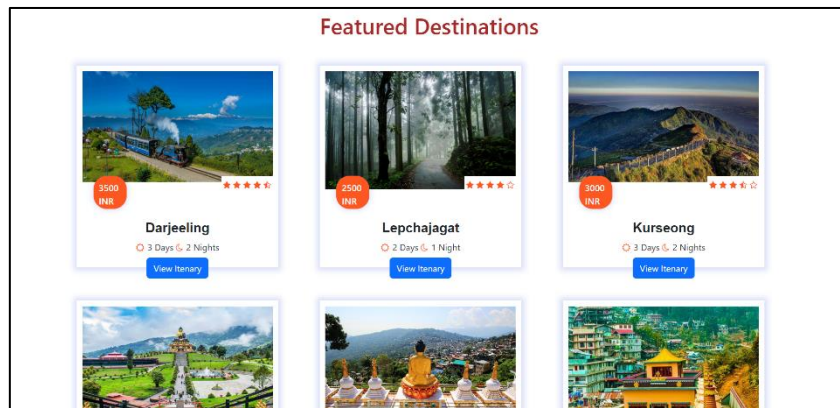 Featured Destinations
3500
INR
Darjeeling
3 Days 2 Nights
View Itenary
2500
INR
Lepchajagat
2 Days 1 Night
View Itenary
3000
INR
Kurseong
3 Days 2 Nights
View Itenary